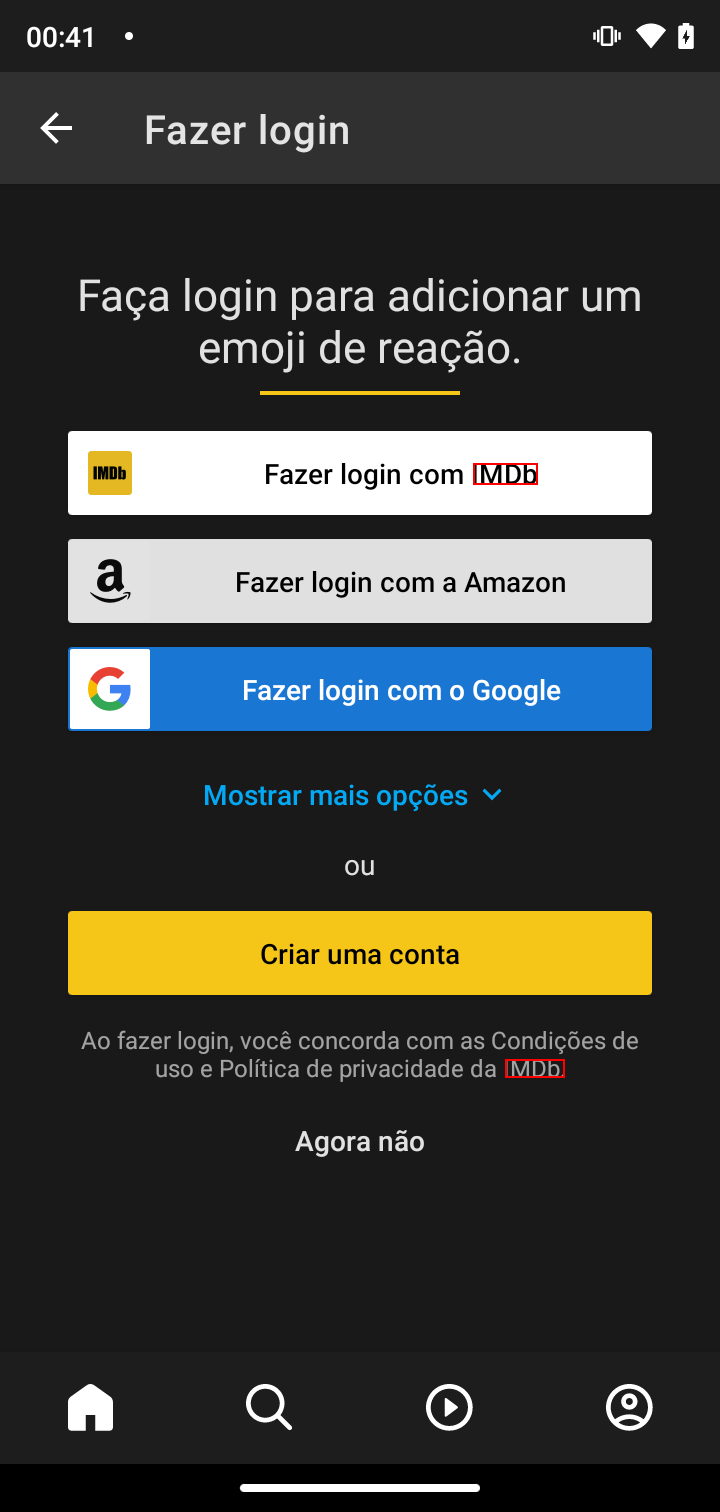 00:41
Fazer login
Faça login para adicionar um
emoji de reação.
IMDb
Fazer login com IMDb
a
Fazer login com a Amazon
G
Fazer login com o Google
Mostrar mais opções
ou
Criar uma conta
Ao fazer login, você concorda com as Condições de
uso e Política de privacidade da IMDb.
Agora não